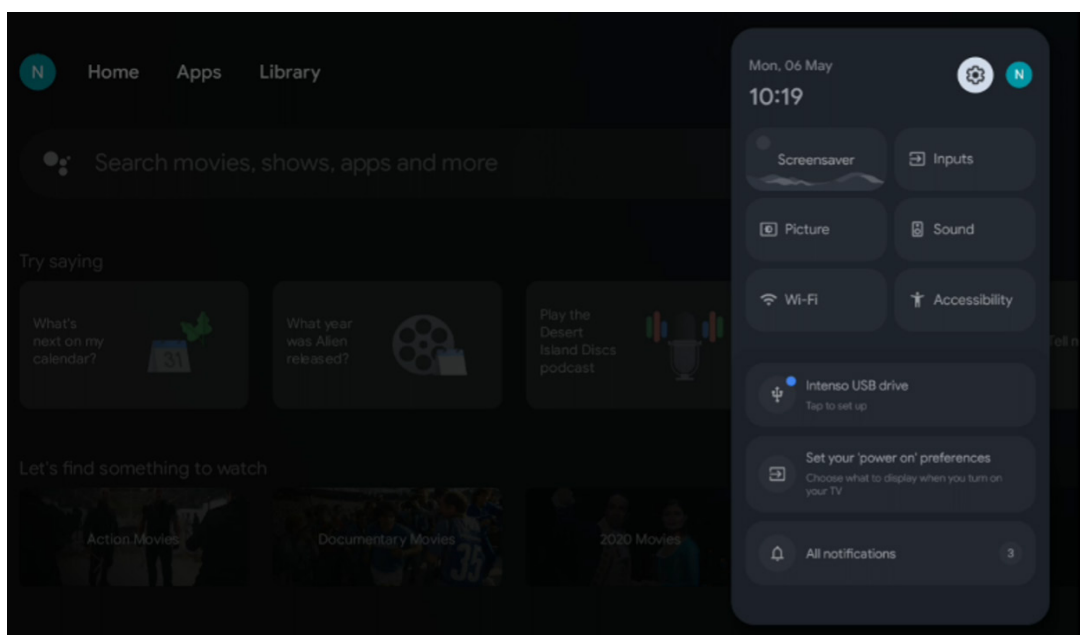 N
Home
Apps
Library
Search movies, shows, apps and more
Try saying
What's
next on my
calendar?
31
What year
was Alien
released?
Play the
Desert
Island Discs
podcast
Tell
Let's find something to watch
Action Movies
Documentary Movies
35
2020 Movies
Mon, 06 May
10:19
N
Screensaver
Inputs
Picture
Sound
Wi-Fi
Accessibility
Intenso USB drive
Tap to set up
Set your 'power on' preferences
Choose what to display when you turn on
your TV
All notifications
3